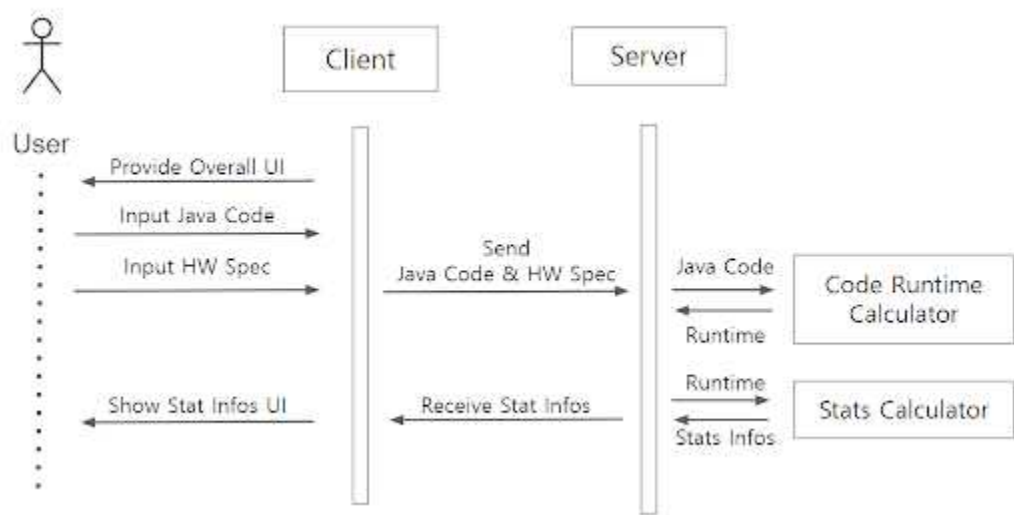 Client
Server
User
Provide Overall UI
Input Java Code
Input HW Spec
Send
Java Code & HW Spec
Java Code
Runtime
Code Runtime
Calculator
Runtime
Stats Infos
Stats Calculator
Receive Stat Infos
Show Stat Infos UI